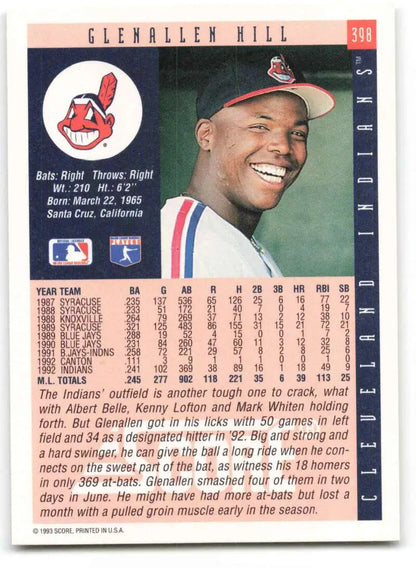 GLENALLEN HILL
398
CLEVELAND INDIANS™
Bats: Right Throws: Right
Wt.: 210 Ht.: 6'2"
Born: March 22, 1965
Santa Cruz, California
YEAR TEAM BA G AB R H 2B 3B HR RBI SB
1987 SYRACUSE .235 137 536 65 126 25 6 16 77 22
1988 SYRACUSE .233 51 172 21 40 7 0 4 19 7
1988 KNOXVILLE .264 79 269 37 71 13 2 12 38 10
1989 SYRACUSE .321 125 483 86 155 31 15 21 72 21
1989 BLUE JAYS .288 19 52 4 15 0 0 1 7 2
1990 BLUE JAYS .231 84 260 47 60 11 3 12 32 8
1991 B.JAYS-INDNS .258 72 221 29 57 8 2 8 25 6
1992 CANTON .111 3 9 1 1 1 0 0 1 0
1992 INDIANS .241 102 369 38 89 16 1 18 49 9
M.L. TOTALS .245 277 902 118 221 35 6 39 113 25
The Indians' outfield is another tough one to crack, what
with Albert Belle, Kenny Lofton and Mark Whiten holding
forth. But Glenallen got in his licks with 50 games in left
field and 34 as a designated hitter in '92. Big and strong and
a hard swinger, he can give the ball a long ride when he con-
nects on the sweet part of the bat, as witness his 18 homers
in only 369 at-bats. Glenallen smashed four of them in two
days in June. He might have had more at-bats but lost a
month with a pulled groin muscle early in the season.
© 1993 SCORE, PRINTED IN U.S.A.